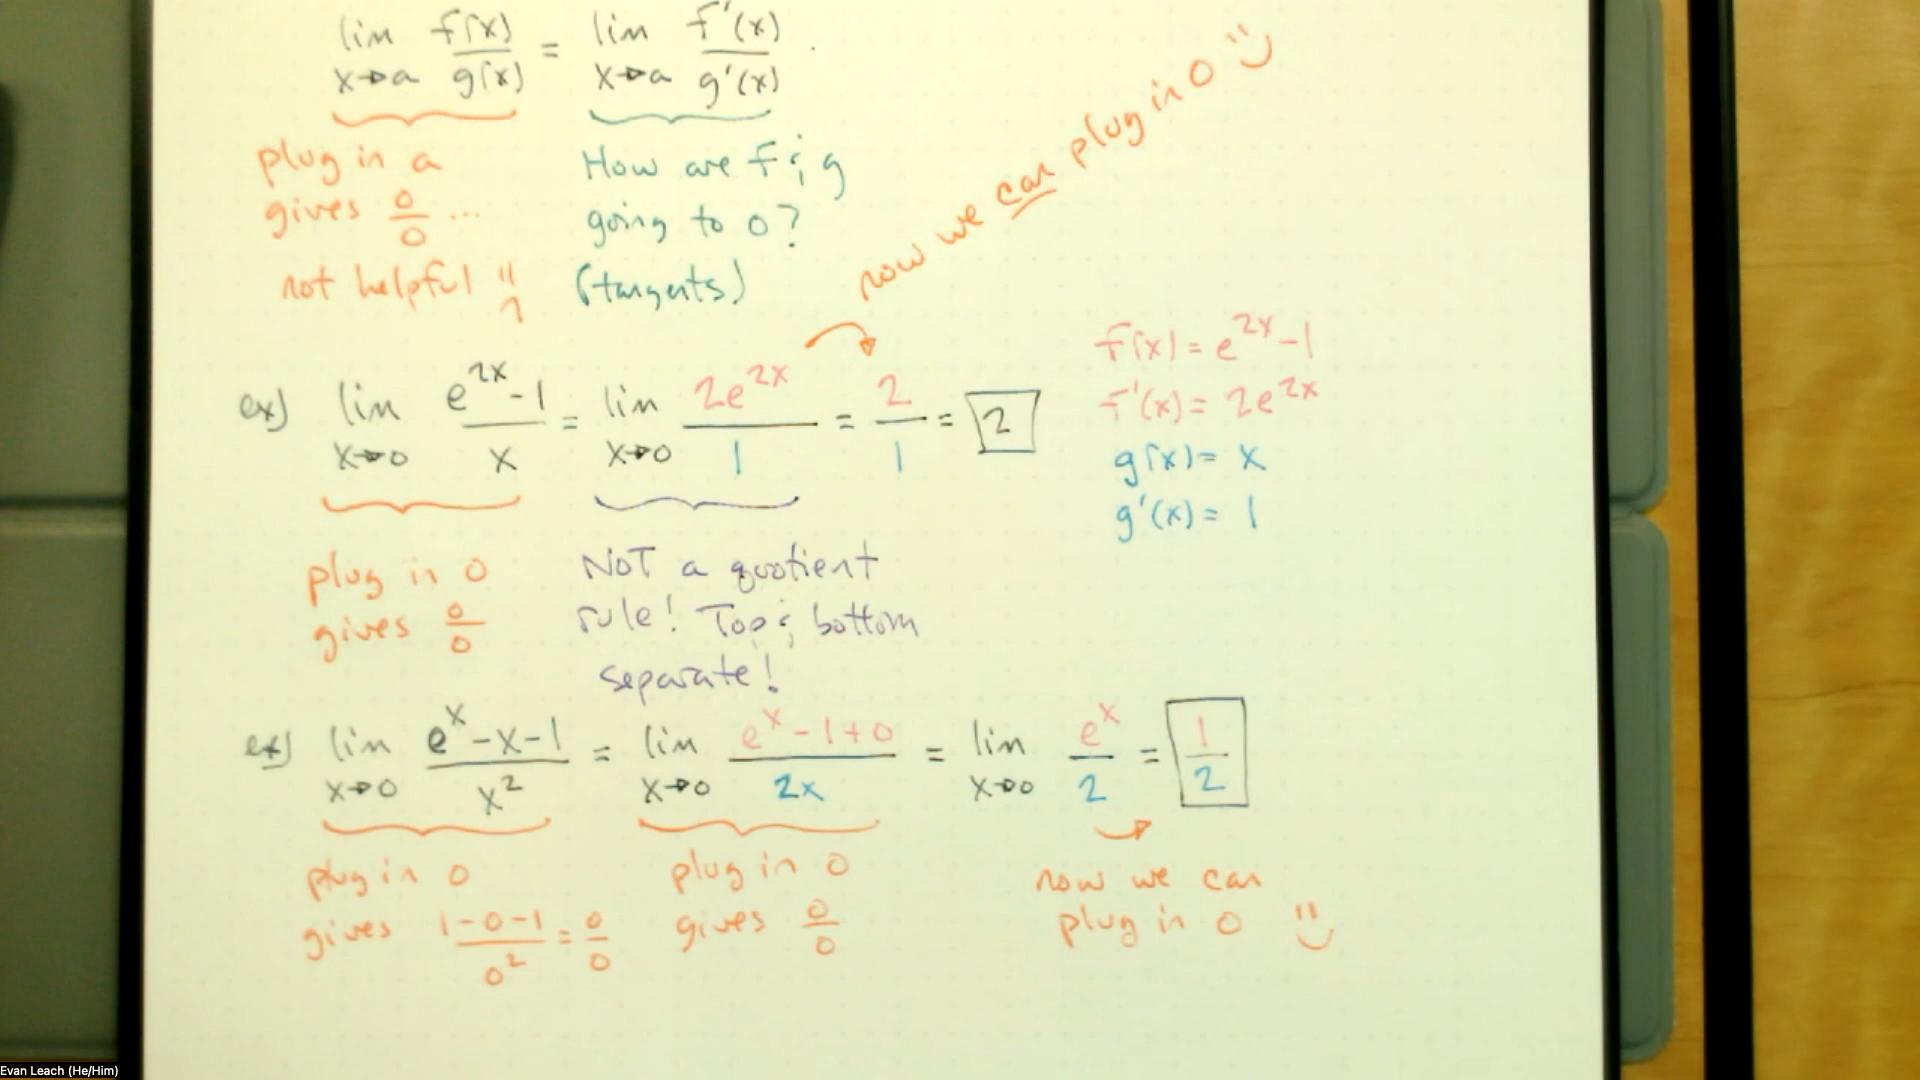 lim x→a f(x)/g(x) = lim x→a f'(x)/g'(x).
plug in a
gives 0/0 ...
not helpful
How are f & g
going to 0?
(tangents)
now we can plug in 0
ex) lim x→0 e^2x - 1 / x = lim x→0 2e^2x / 1 = 2/1 = 2
f(x) = e^2x - 1
f'(x) = 2e^2x
g(x) = x
g'(x) = 1
plug in 0
gives 0/0
NOT a quotient
rule! Top & bottom
separate!
ex) lim x→0 e^x - x - 1 / x^2 = lim x→0 e^x - 1 + 0 / 2x = lim x→0 e^x / 2 = 1/2
plug in 0
gives 1-0-1 / 0^2 = 0/0
plug in 0
gives 0/0
now we can
plug in 0
Evan Leach (He/Him)